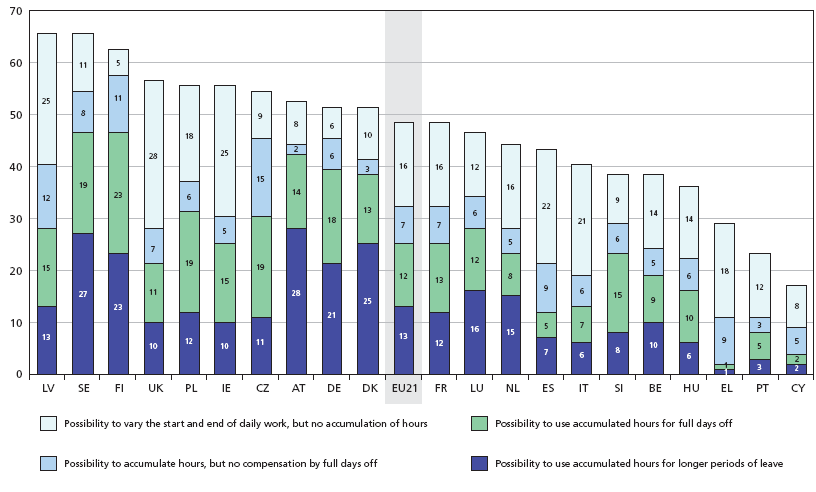 70
60
50
40
30
20
10
0
25 11 5 28 18 25 9 8 6 10 16 16 12 16 22 21 9 14 14 18 12 8
12 8 11 7 6 5 15 2 6 3 7 7 6 5 9 6 6 5 6 9 3 5
15 19 23 11 19 15 19 14 18 13 12 13 12 8 5 7 15 9 10 1 5 2
13 27 23 10 12 10 11 28 21 25 13 12 16 15 7 6 8 10 6 1 3 2
LV SE FI UK PL IE CZ AT DE DK EU21 FR LU NL ES IT SI BE HU EL PT CY
Possibility to vary the start and end of daily work, but no accumulation of hours
Possibility to use accumulated hours for full days off
Possibility to accumulate hours, but no compensation by full days off
Possibility to use accumulated hours for longer periods of leave